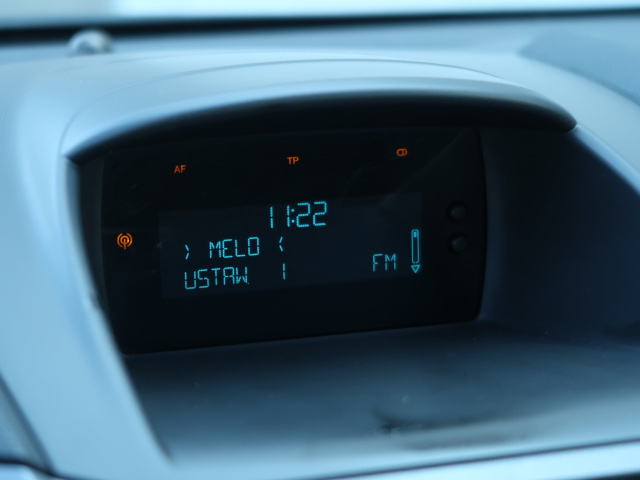 AF TP
11:22
> MELO <
USTAW. 1 FM